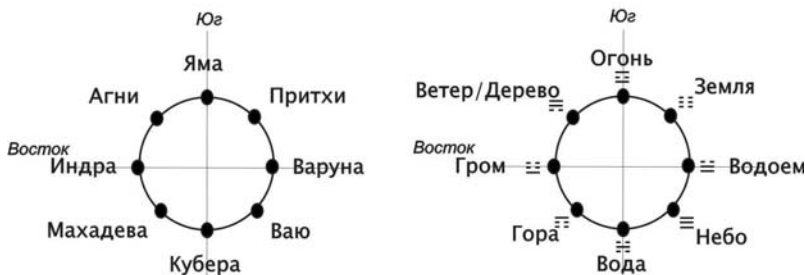 Юг
Яма
Агни
Притхи
Восток
Индра
Варуна
Махадева
Ваю
Кубера
Юг
Огонь
Ветер/Дерево
☲
Земля
☴
☷
Восток
Гром
☳
☱
Водоем
Гора
☶
☰
Небо
☵
Вода